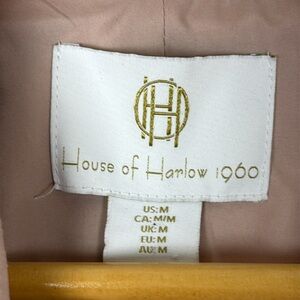 House of Harlow 1960
US: M
CA: M/M
UK: M
EU: M
AU: M